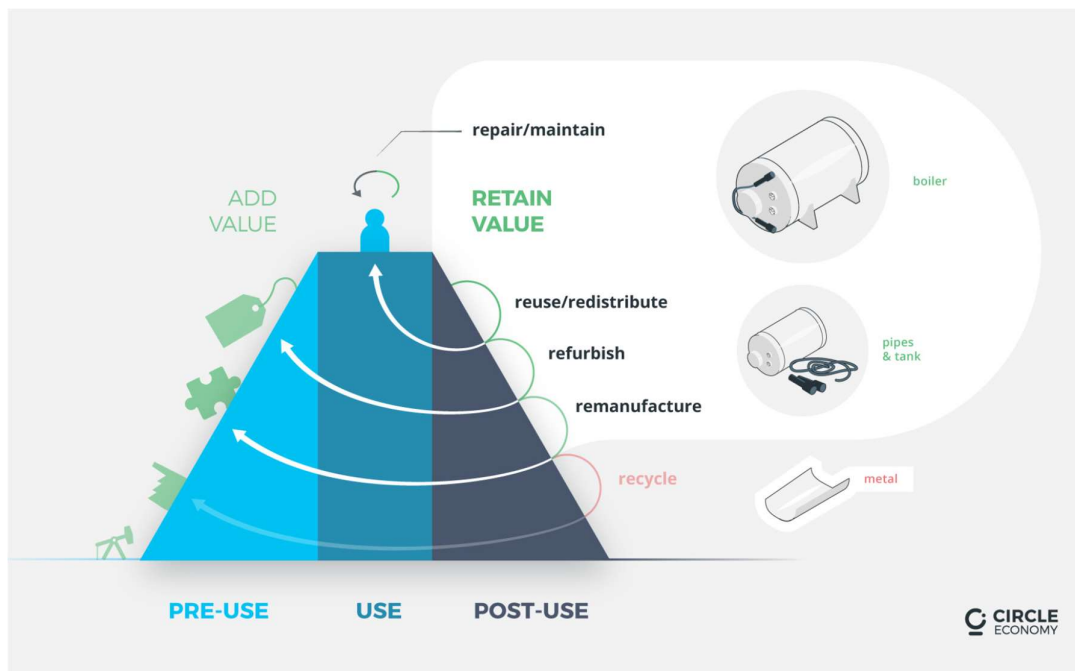 repair/maintain
ADD
VALUE
RETAIN
VALUE
boiler
reuse/redistribute
refurbish
pipes
& tank
remanufacture
recycle
metal
PRE-USE
USE
POST-USE
CIRCLE
ECONOMY